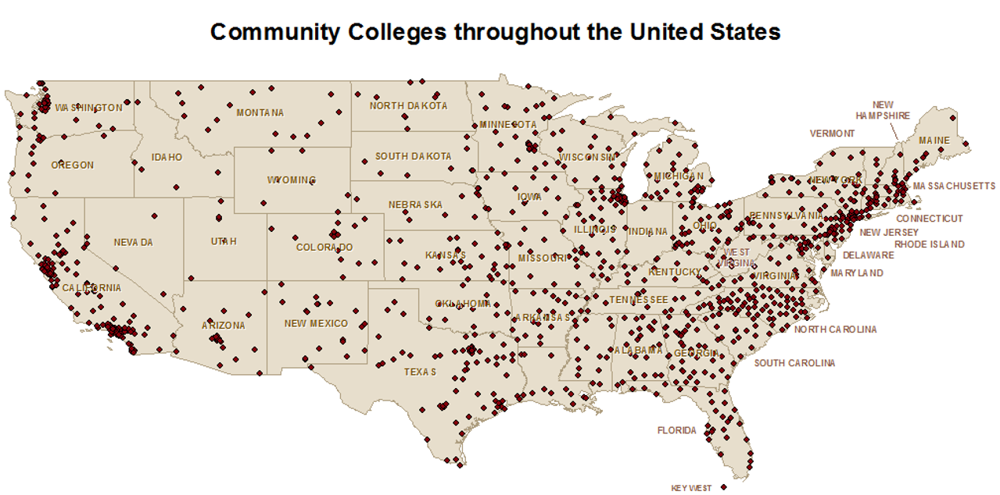 Community Colleges throughout the United States
NEW
HAMPSHIRE
VERMONT
MAINE
WASHINGTON
MONTANA
NORTH DAKOTA
MINNESOTA
OREGON
IDAHO
SOUTH DAKOTA
WISCONSIN
WYOMING
MICHIGAN
NEW YORK
MASSACHUSETTS
IOWA
NEBRASKA
PENNSYLVANIA
CONNECTICUT
NEVADA
UTAH
COLORADO
ILLINOIS
INDIANA
OHIO
NEW JERSEY
RHODE ISLAND
KANSAS
MISSOURI
WEST
VIRGINIA
DELAWARE
KENTUCKY
VIRGINIA
MARYLAND
CALIFORNIA
TENNESSEE
OKLAHOMA
ARKANSAS
ARIZONA
NEW MEXICO
NORTH CAROLINA
ALABAMA
GEORGIA
SOUTH CAROLINA
TEXAS
FLORIDA
KEY WEST